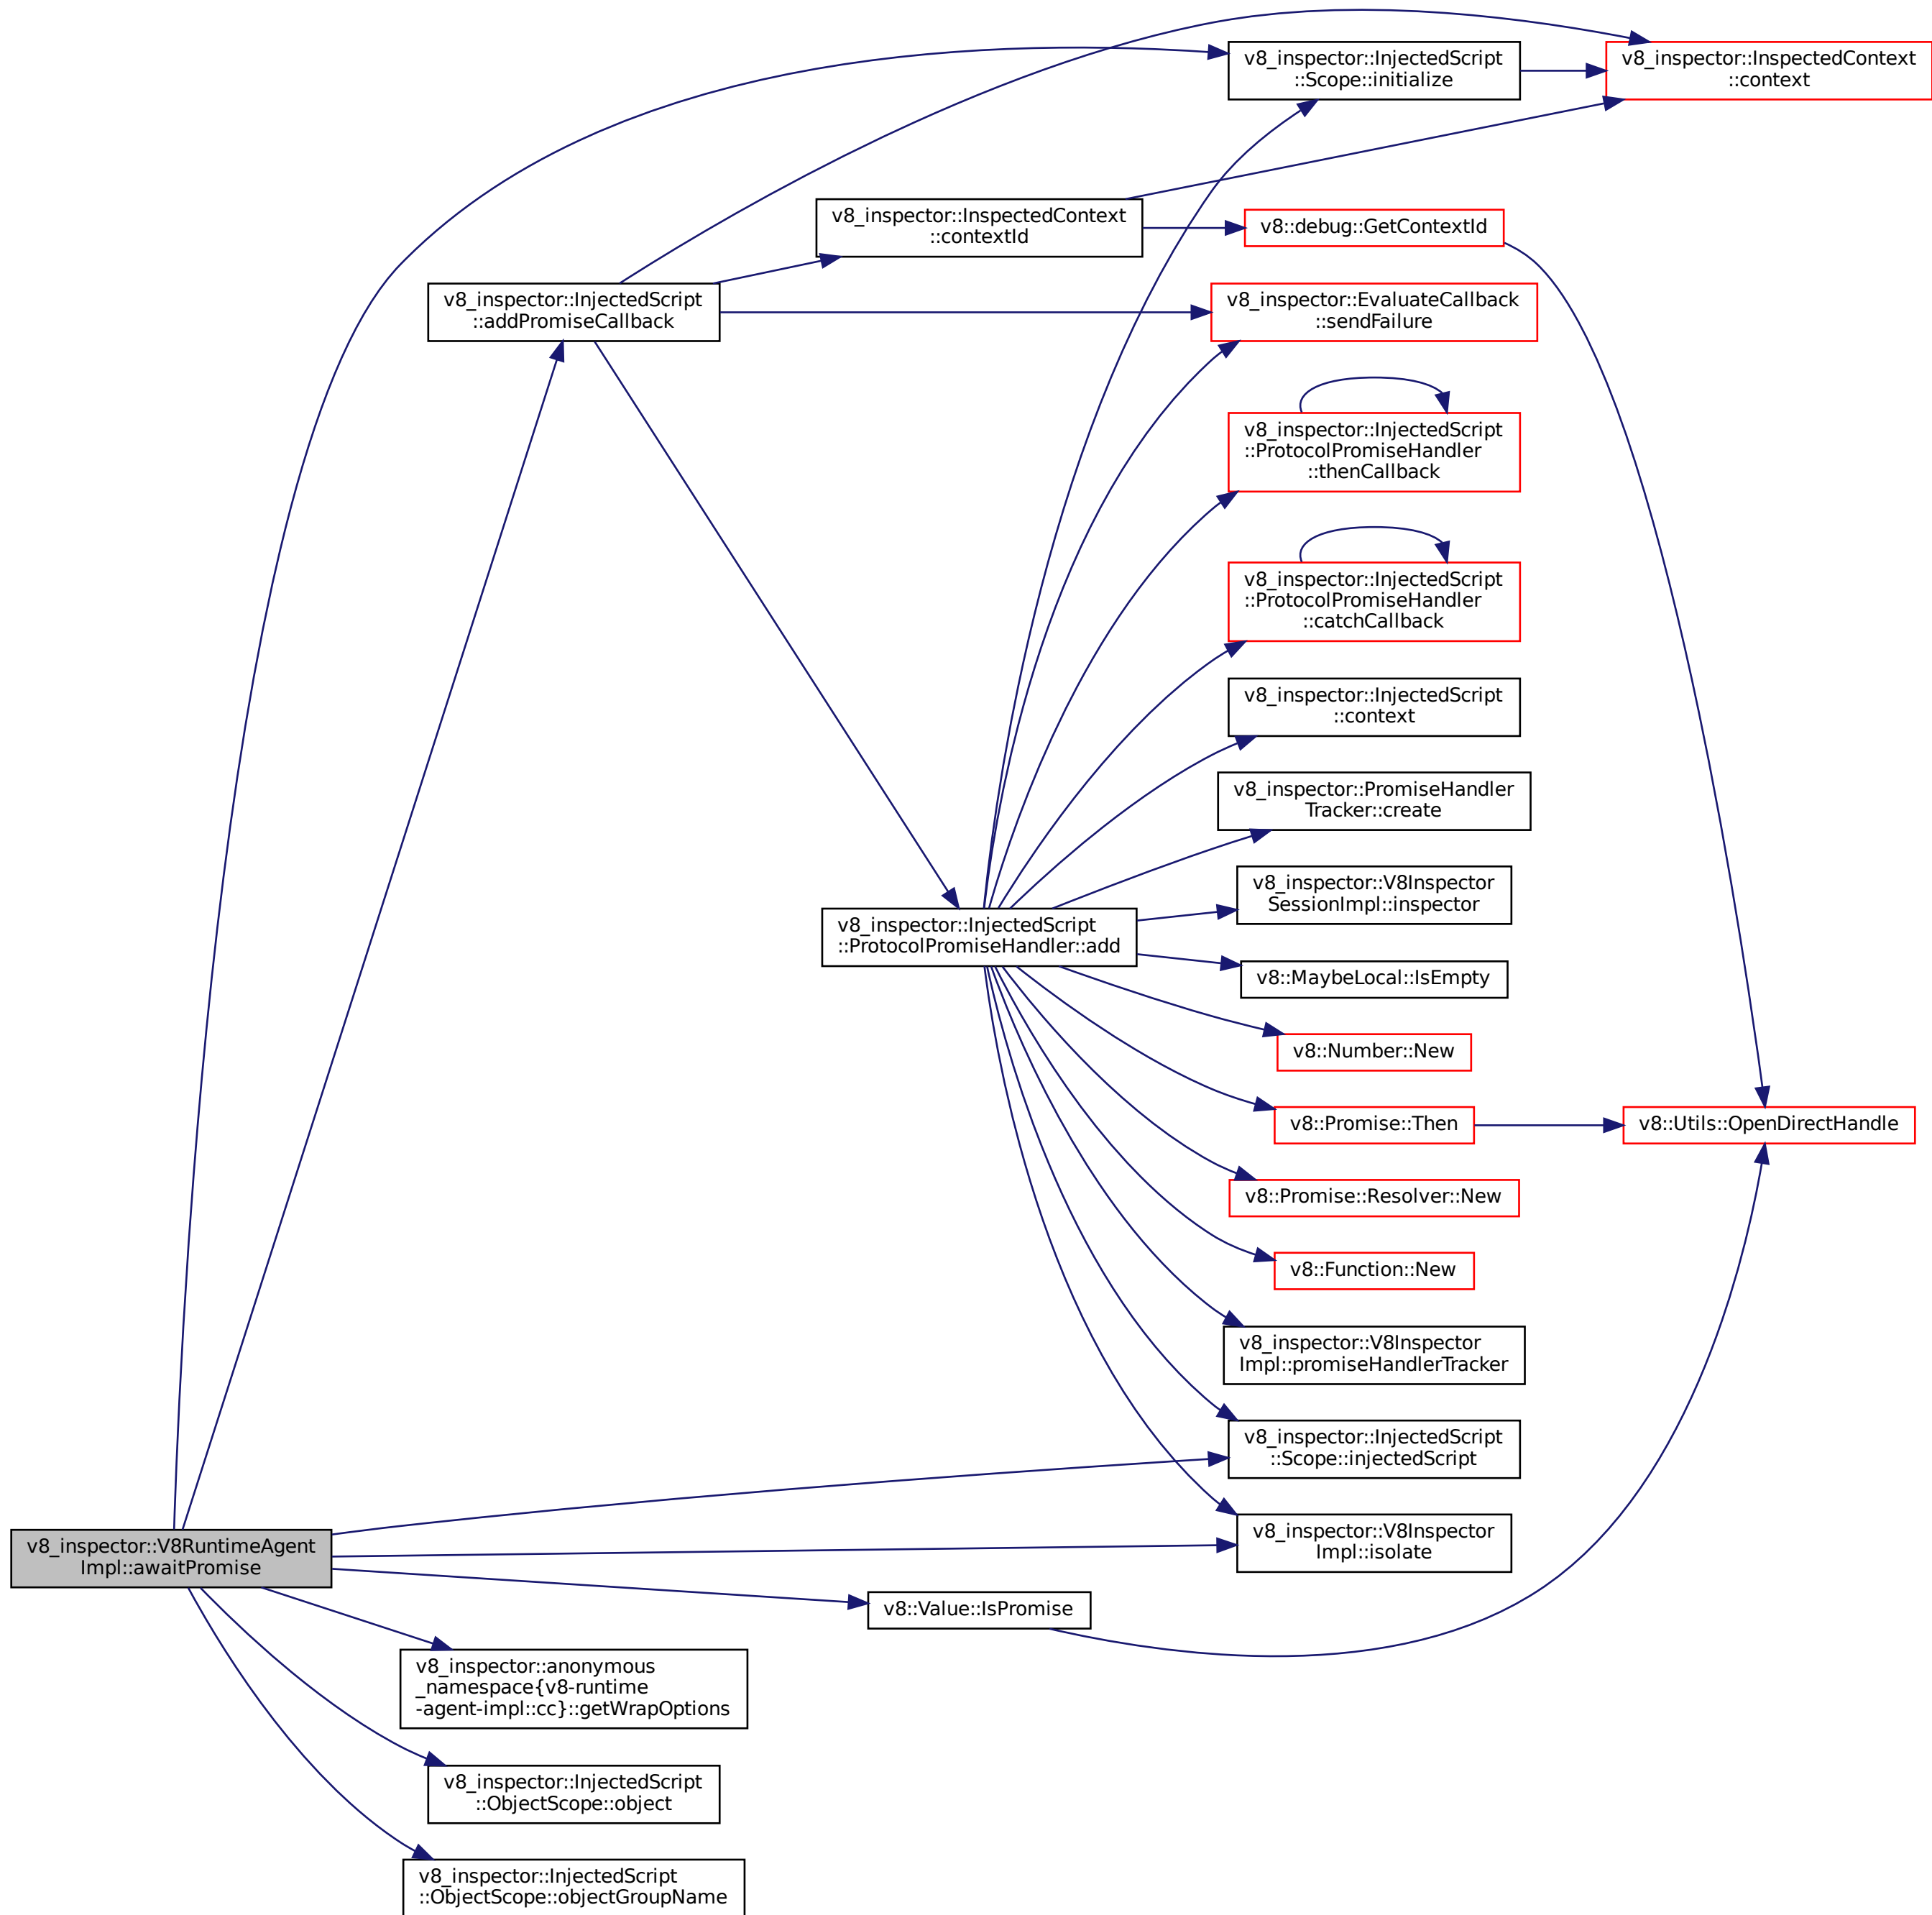 v8_inspector::InjectedScript
::Scope::initialize
v8_inspector::InspectedContext
::context
v8_inspector::InspectedContext
::contextId
v8::debug::GetContextId
v8_inspector::InjectedScript
::addPromiseCallback
v8_inspector::EvaluateCallback
::sendFailure
v8_inspector::InjectedScript
::ProtocolPromiseHandler
::thenCallback
v8_inspector::InjectedScript
::ProtocolPromiseHandler
::catchCallback
v8_inspector::InjectedScript
::context
v8_inspector::PromiseHandler
Tracker::create
v8_inspector::V8Inspector
SessionImpl::inspector
v8_inspector::InjectedScript
::ProtocolPromiseHandler::add
v8::MaybeLocal::IsEmpty
v8::Number::New
v8::Promise::Then
v8::Utils::OpenDirectHandle
v8::Promise::Resolver::New
v8::Function::New
v8_inspector::V8Inspector
Impl::promiseHandlerTracker
v8_inspector::InjectedScript
::Scope::injectedScript
v8_inspector::V8Inspector
Impl::isolate
v8_inspector::V8RuntimeAgent
Impl::awaitPromise
v8::Value::IsPromise
v8_inspector::anonymous
_namespace{v8-runtime
-agent-impl::cc}::getWrapOptions
v8_inspector::InjectedScript
::ObjectScope::object
v8_inspector::InjectedScript
::ObjectScope::objectGroupName